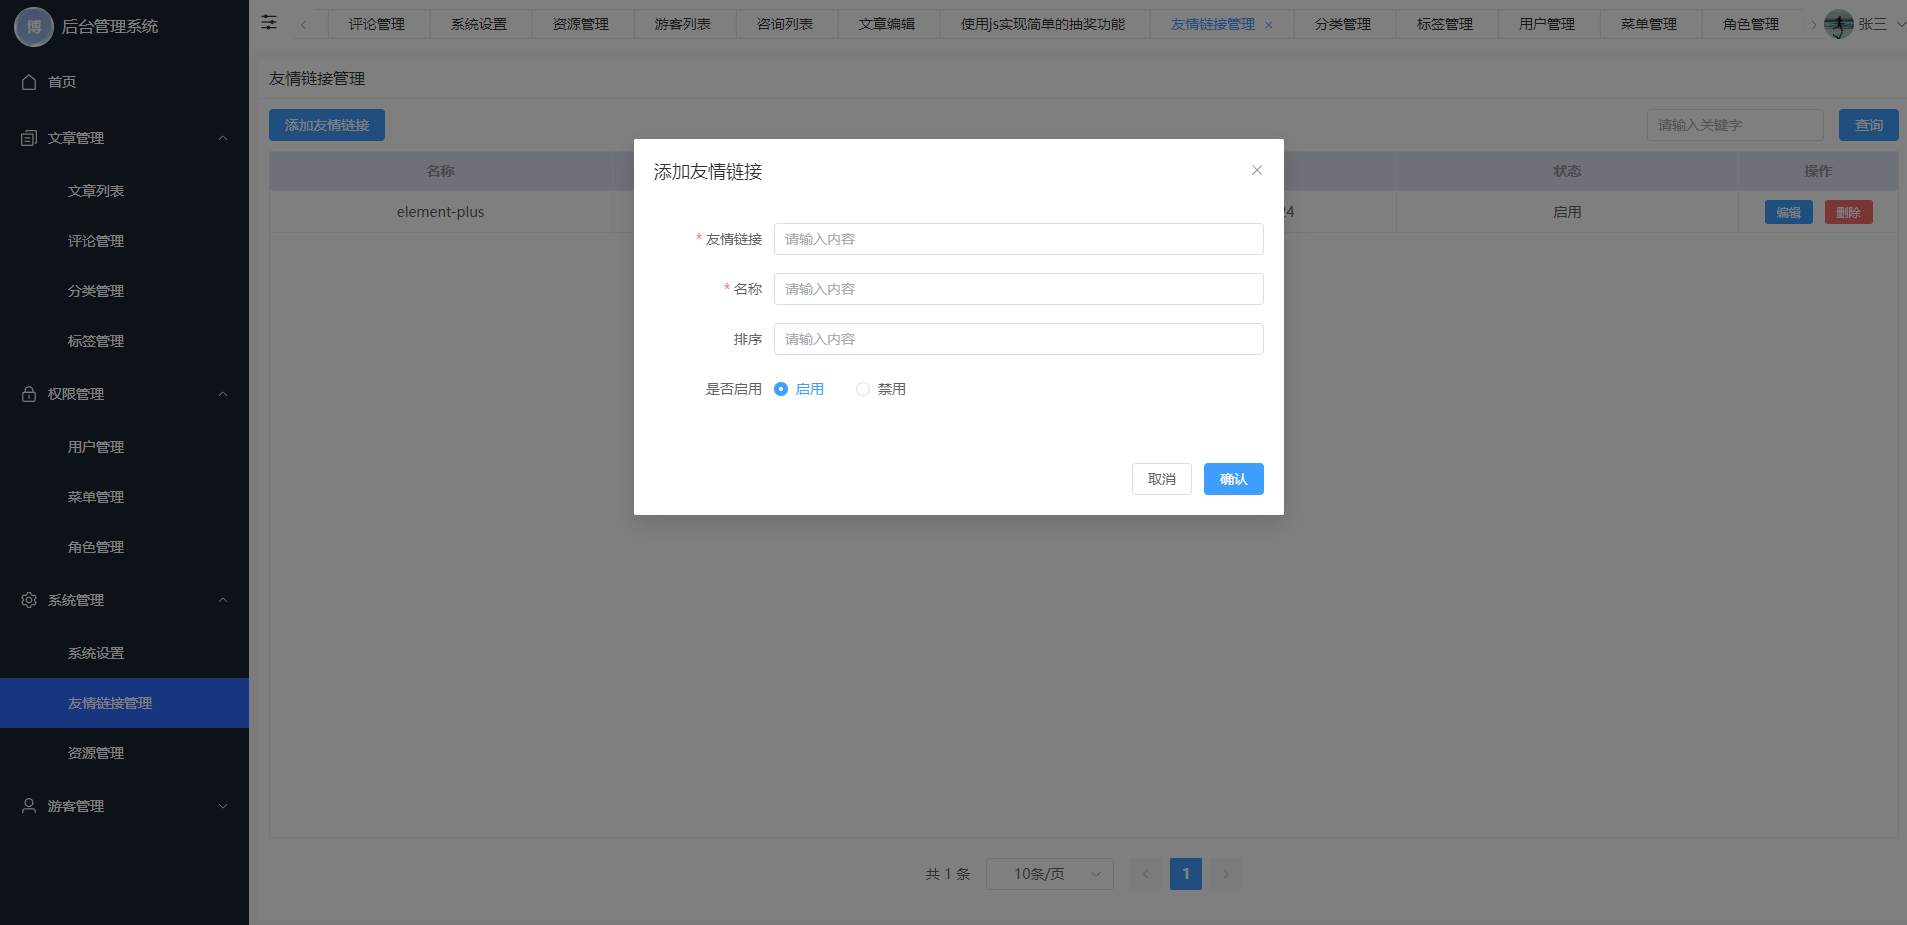 博 后台管理系统
首页
文章管理
文章列表
评论管理
分类管理
标签管理
权限管理
用户管理
菜单管理
角色管理
系统管理
系统设置
友情链接管理
资源管理
游客管理
评论管理 系统设置 资源管理 游客列表 咨询列表 文章编辑 使用js实现简单的抽奖功能 友情链接管理 分类管理 标签管理 用户管理 菜单管理 角色管理 张三
友情链接管理
添加友情链接 请输入关键字 查询
名称 状态 操作
element-plus 24 启用 编辑 删除
添加友情链接
* 友情链接 请输入内容
* 名称 请输入内容
排序 请输入内容
是否启用 启用 禁用
取消 确认
共 1 条 10条/页 1